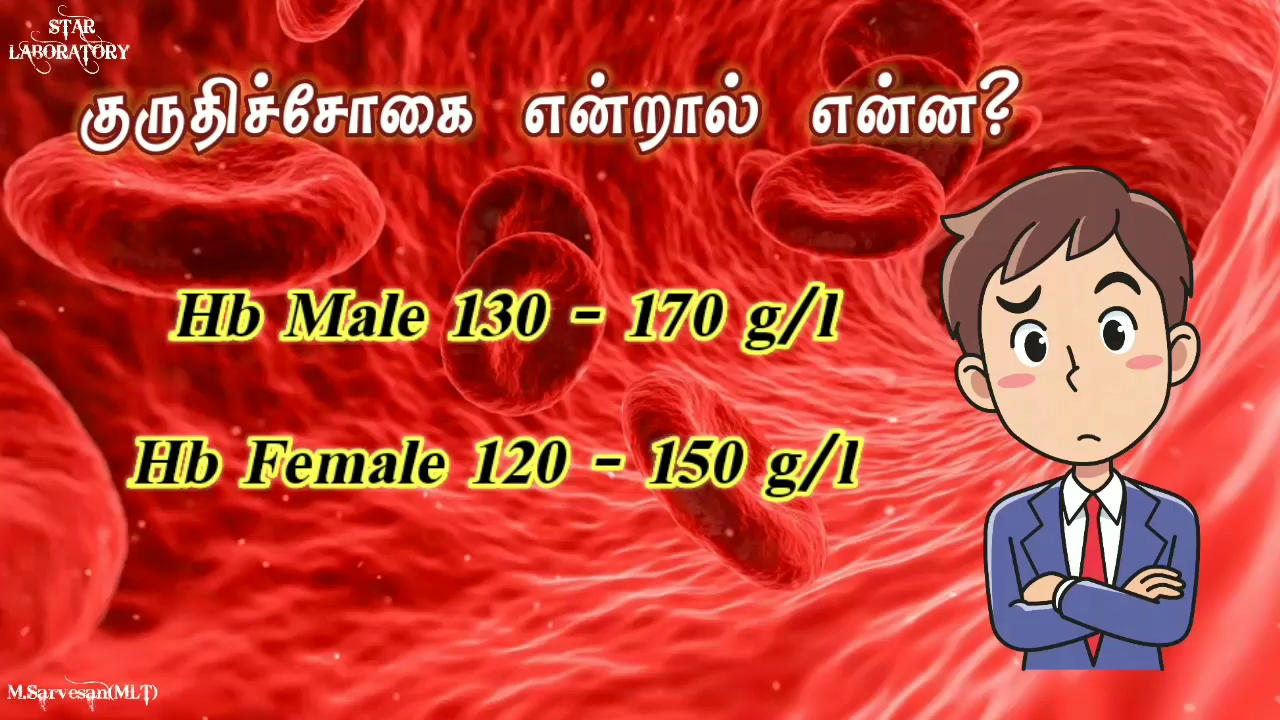 STAR
LABORATORY
குருதிச்சோகை என்றால் என்ன?
Hb Male 130 - 170 g/l
Hb Female 120 - 150 g/l
M.Sarvesan(MLT)